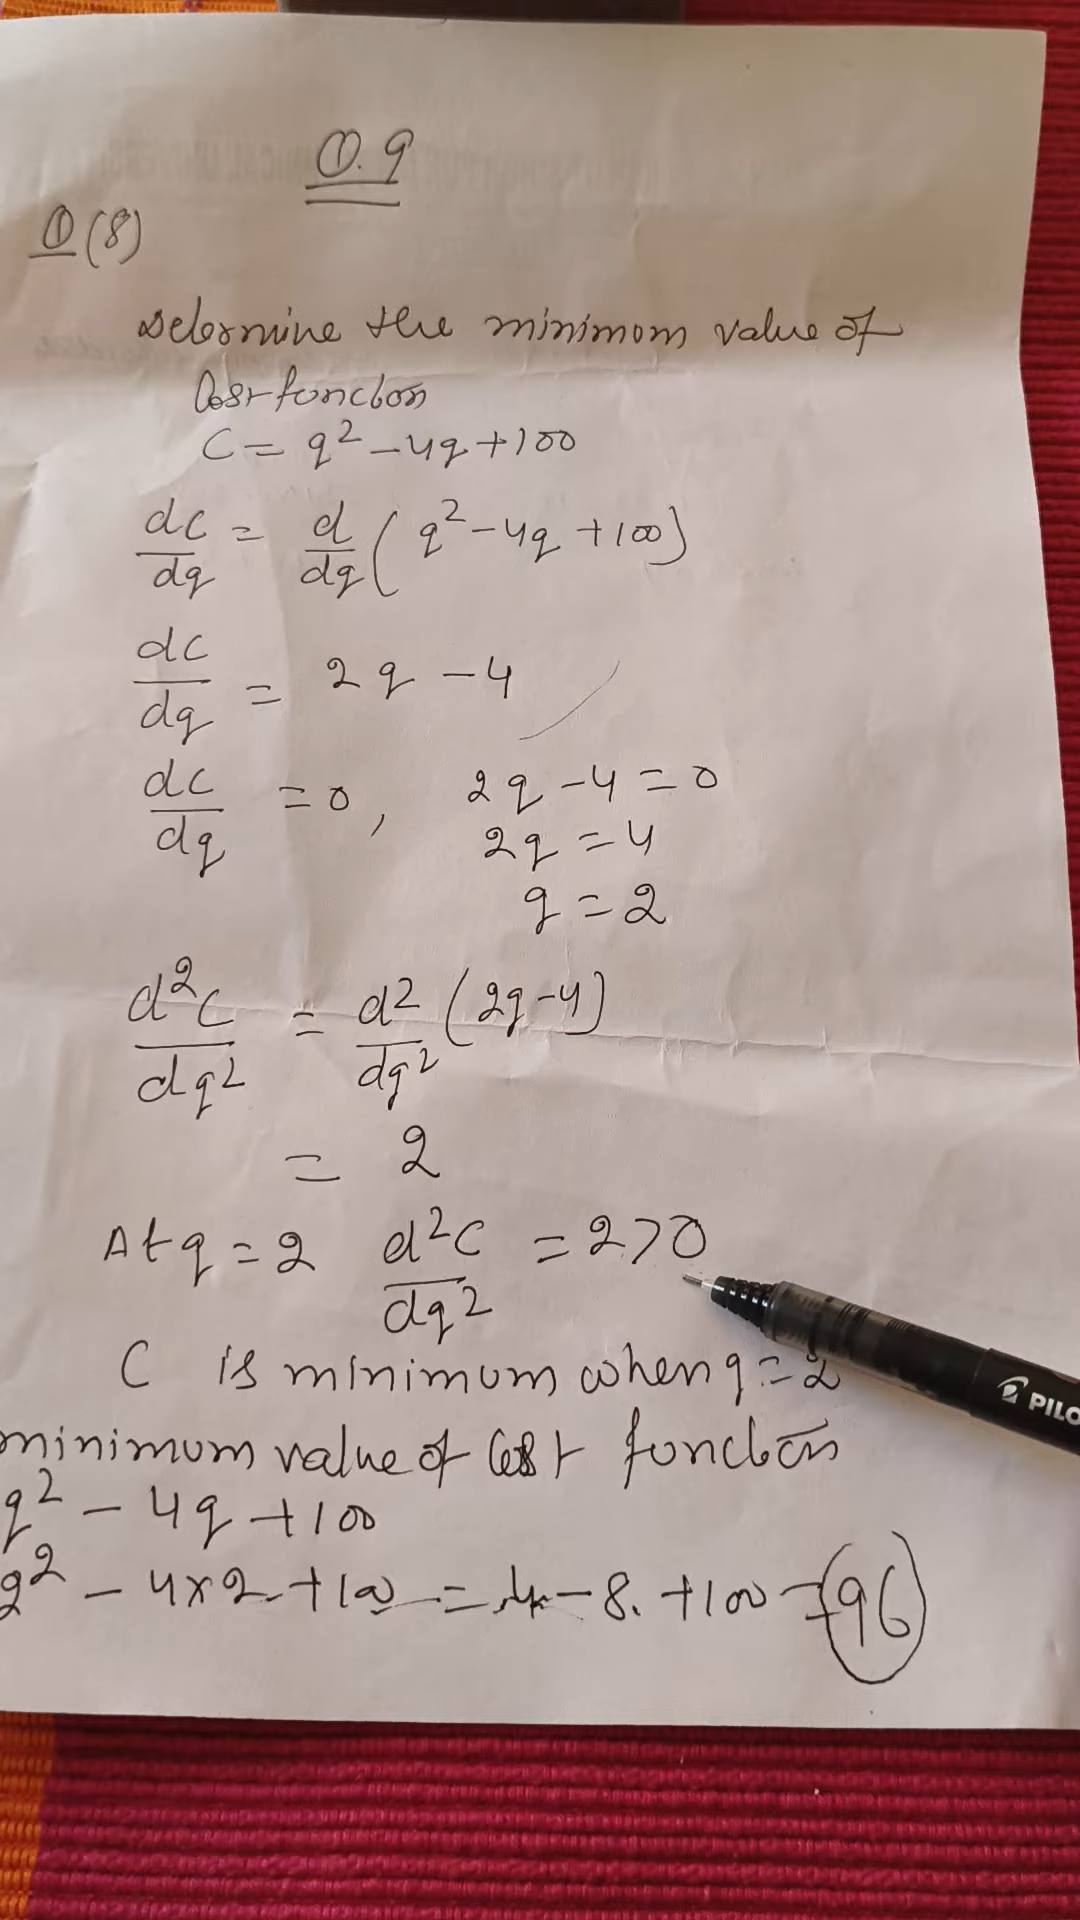 Q. 9
Q (8)
Determine the minimum value of
Cost function
C = q² - 4q + 100
dC/dq = d/dq (q² - 4q + 100)
dC/dq = 2q - 4
dC/dq = 0, 2q - 4 = 0
2q = 4
q = 2
d²C/dq² = d²/dq² (2q - 4)
= 2
At q = 2 d²C/dq² = 2 > 0
C is minimum when q = 2
minimum value of Cost function
q² - 4q + 100
2² - 4×2 + 100 = 4 - 8 + 100 = 96
PILO